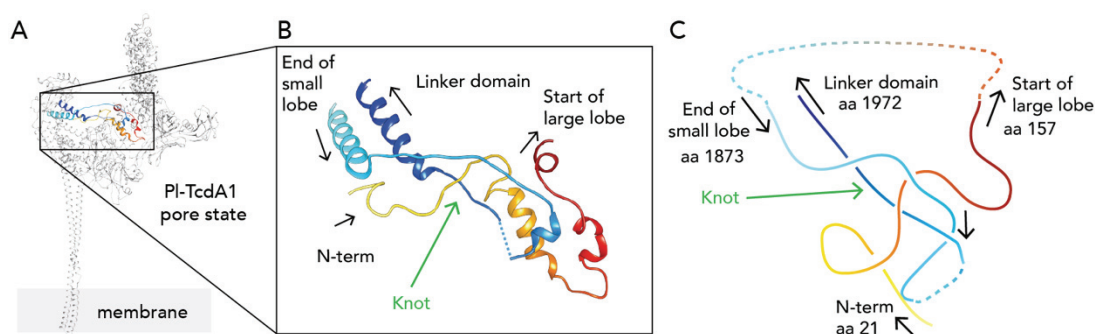 A
Pl-TcdA1
pore state
membrane
B
End of
small
lobe
Linker domain
Start of
large lobe
N-term
Knot
C
Linker domain
aa 1972
Start of
large lobe
aa 157
End of
small lobe
aa 1873
Knot
N-term
aa 21